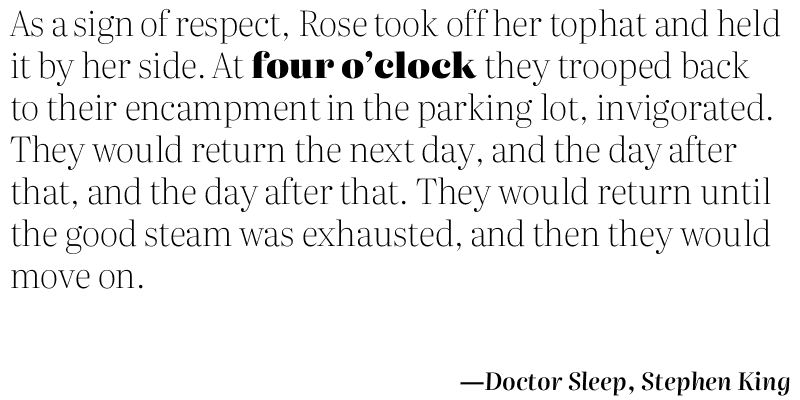 As a sign of respect, Rose took off her tophat and held
it by her side. At four o’clock they trooped back
to their encampment in the parking lot, invigorated.
They would return the next day, and the day after
that, and the day after that. They would return until
the good steam was exhausted, and then they would
move on.
—Doctor Sleep, Stephen King